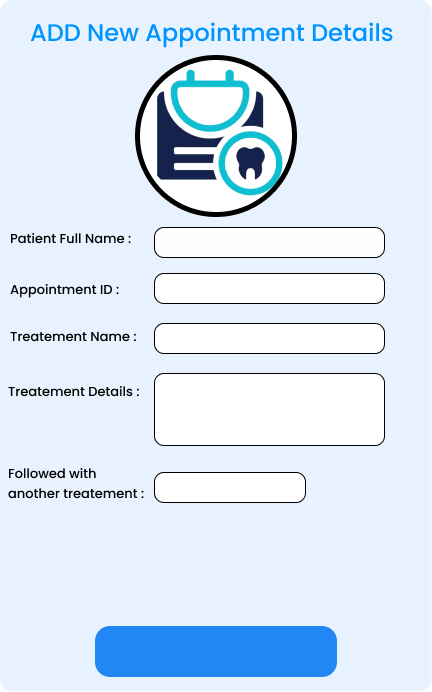 ADD New Appointment Details
Patient Full Name :
Appointment ID :
Treatement Name :
Treatement Details :
Followed with
another treatement :